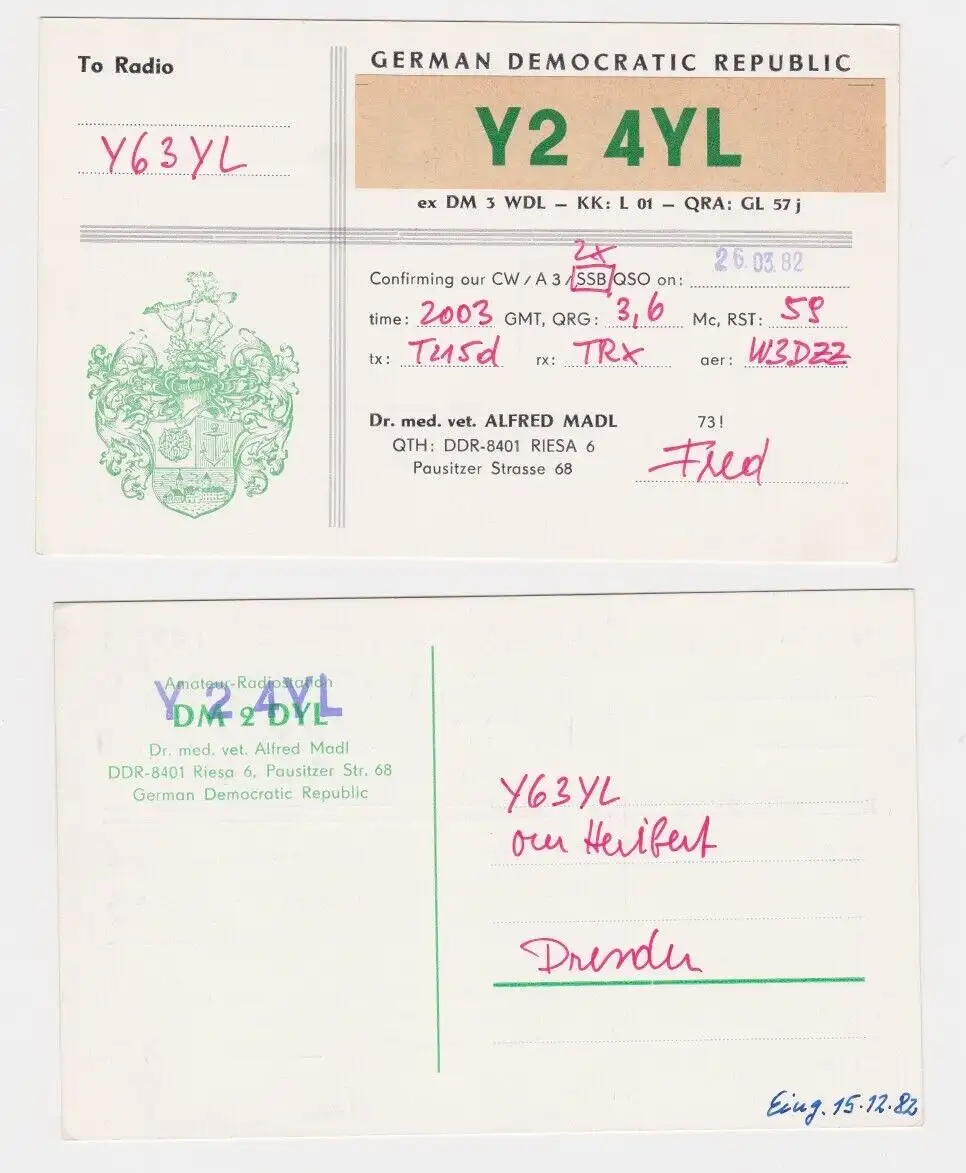 To Radio
Y63YL
GERMAN DEMOCRATIC REPUBLIC
Y2 4YL
ex DM 3 WDL – KK: L 01 – QRA: GL 57 j
2x
Confirming our CW / A 3 / SSB QSO on: 26.03.82
time: 2003 GMT, QRG: 3,6 Mc, RST: 59
tx: rx: TRX aer: W3DZZ
Dr. med. vet. ALFRED MADL 73!
QTH: DDR-8401 RIESA 6
Pausitzer Strasse 68
Fred
Amateur-Radiostation
Y 2 4YL
DM 2 DYL
Dr. med. vet. Alfred Madl
DDR-8401 Riesa 6, Pausitzer Str. 68
German Democratic Republic
Y63YL
om Heribert
Dresden
Eing. 15.12.82